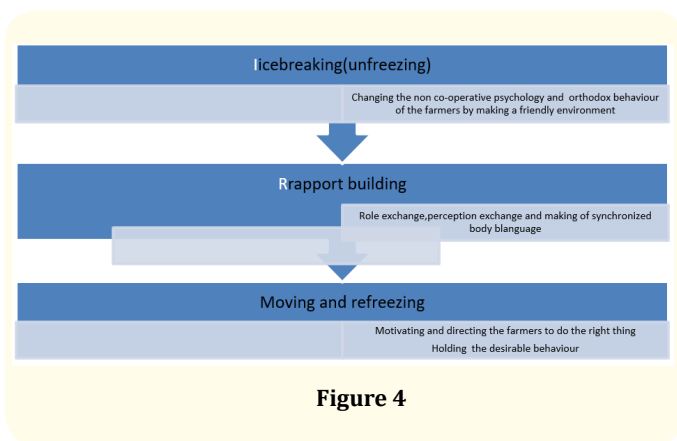 Iicebreaking(unfreezing)
Changing the non co-operative psychology and orthodox behaviour
of the farmers by making a friendly environment
Rrapport building
Role exchange,perception exchange and making of synchronized
body blanguage
Moving and refreezing
Motivating and directing the farmers to do the right thing
Holding the desirable behaviour
Figure 4